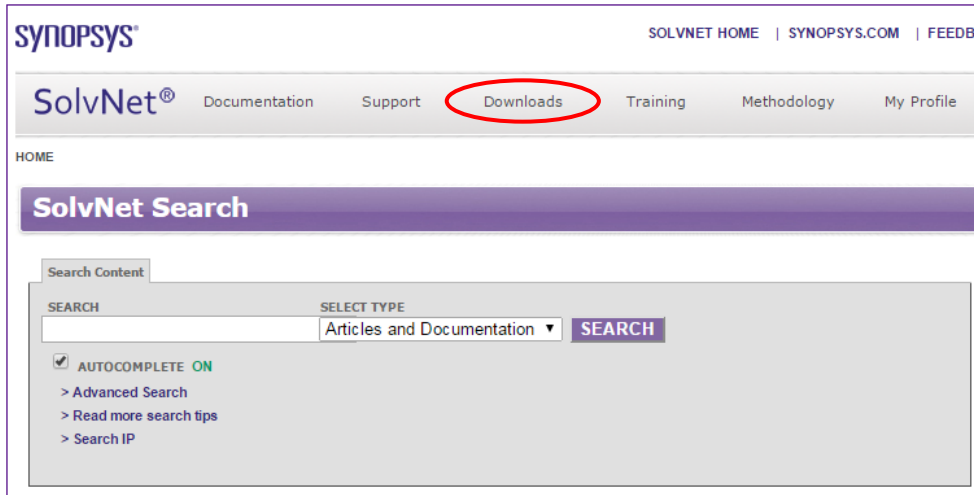 SYNOPSYS®
SOLVNET HOME | SYNOPSYS.COM | FEEDB
SolvNet® Documentation Support Downloads Training Methodology My Profile
HOME
SolvNet Search
Search Content
SEARCH SELECT TYPE
Articles and Documentation ▼ SEARCH
AUTOCOMPLETE ON
> Advanced Search
> Read more search tips
> Search IP